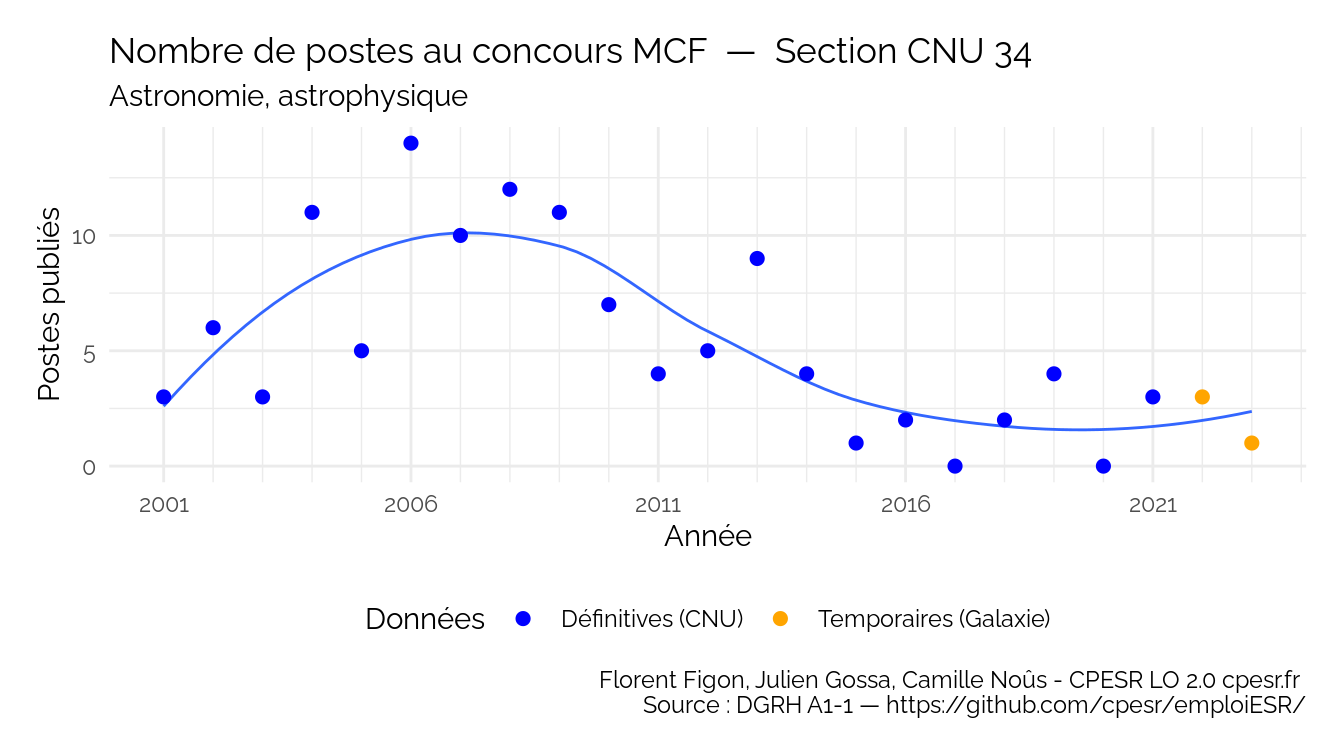 Nombre de postes au concours MCF — Section CNU 34
Astronomie, astrophysique
Postes publiés
10
5
0
2001 2006 2011 2016 2021
Année
Données Définitives (CNU) Temporaires (Galaxie)
Florent Figon, Julien Gossa, Camille Noûs - CPESR LO 2.0 cpesr.fr
Source : DGRH A1-1 — https://github.com/cpesr/emploiESR/